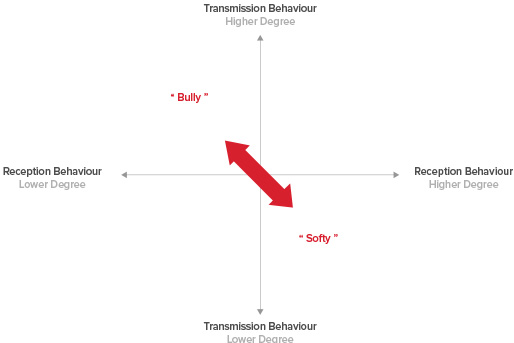 Transmission Behaviour
Higher Degree
“ Bully ”
Reception Behaviour
Lower Degree
Reception Behaviour
Higher Degree
“ Softy ”
Transmission Behaviour
Lower Degree